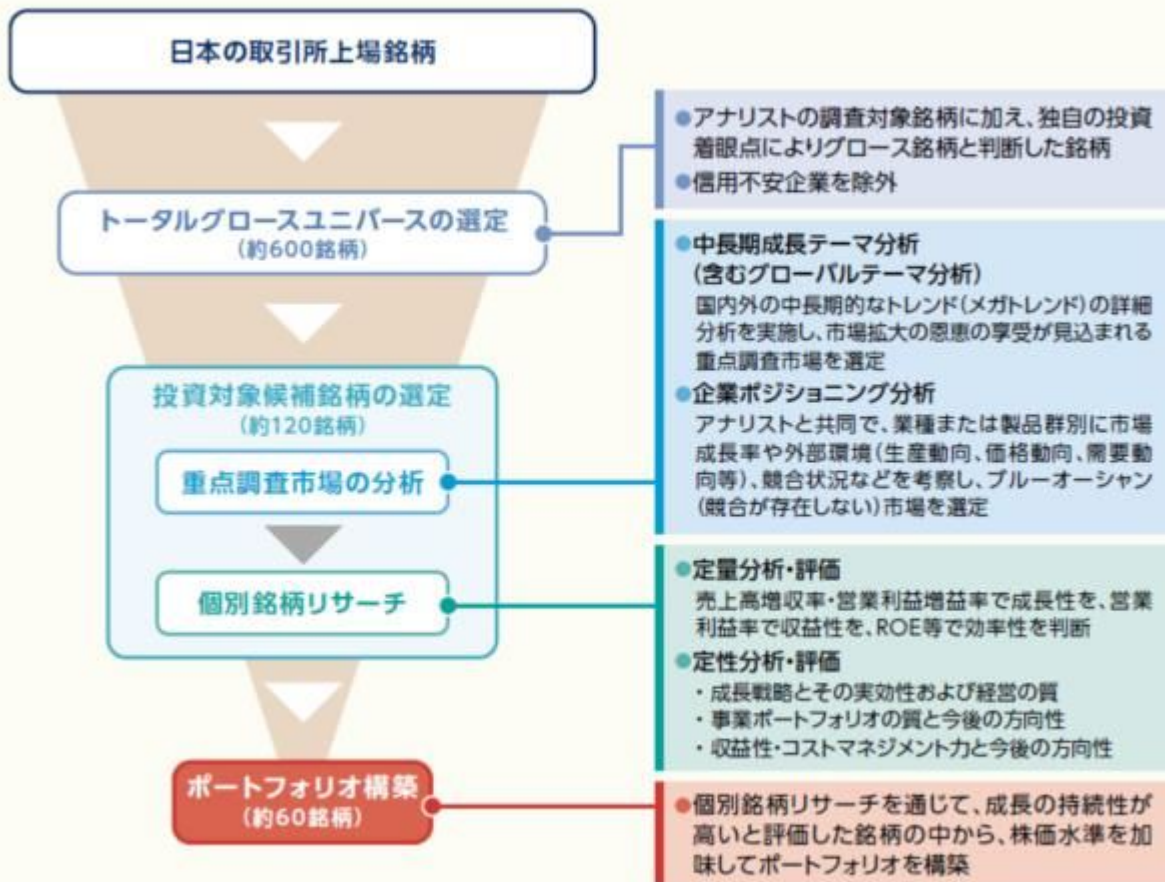 日本の取引所上場銘柄
トータルグロースユニバースの選定
(約600銘柄)
●アナリストの調査対象銘柄に加え、独自の投資
着眼点によりグロース銘柄と判断した銘柄
●信用不安企業を除外
投資対象候補銘柄の選定
(約120銘柄)
重点調査市場の分析
●中長期成長テーマ分析
(含むグローバルテーマ分析)
国内外の中長期的なトレンド(メガトレンド)の詳細
分析を実施し、市場拡大の恩恵の享受が見込まれる
重点調査市場を選定
●企業ポジショニング分析
アナリストと共同で、業種または製品群別に市場
成長率や外部環境(生産動向、価格動向、需要動
向等)、競合状況などを考察し、ブルーオーシャン
(競合が存在しない)市場を選定
個別銘柄リサーチ
●定量分析・評価
売上高増収率・営業利益増益率で成長性を、営業
利益率で収益性を、ROE等で効率性を判断
●定性分析・評価
・成長戦略とその実効性および経営の質
・事業ポートフォリオの質と今後の方向性
・収益性・コストマネジメント力と今後の方向性
ポートフォリオ構築
(約60銘柄)
●個別銘柄リサーチを通じて、成長の持続性が
高いと評価した銘柄の中から、株価水準を加
味してポートフォリオを構築